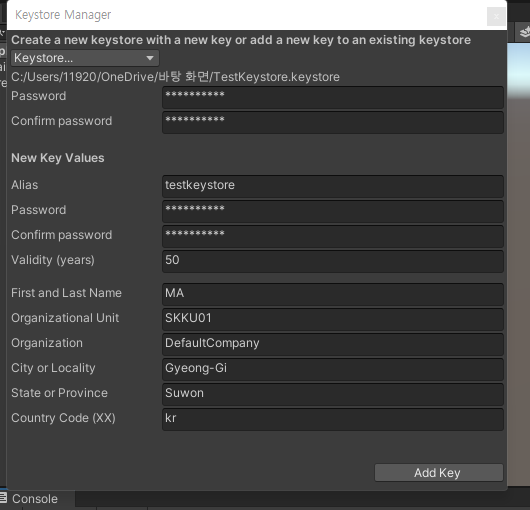 Keystore Manager
x
Create a new keystore with a new key or add a new key to an existing keystore
Keystore...
C:/Users/11920/OneDrive/바탕 화면/TestKeystore.keystore
Password **********
Confirm password **********
New Key Values
Alias testkeystore
Password **********
Confirm password **********
Validity (years) 50
First and Last Name MA
Organizational Unit SKKU01
Organization DefaultCompany
City or Locality Gyeong-Gi
State or Province Suwon
Country Code (XX) kr
Add Key
Console